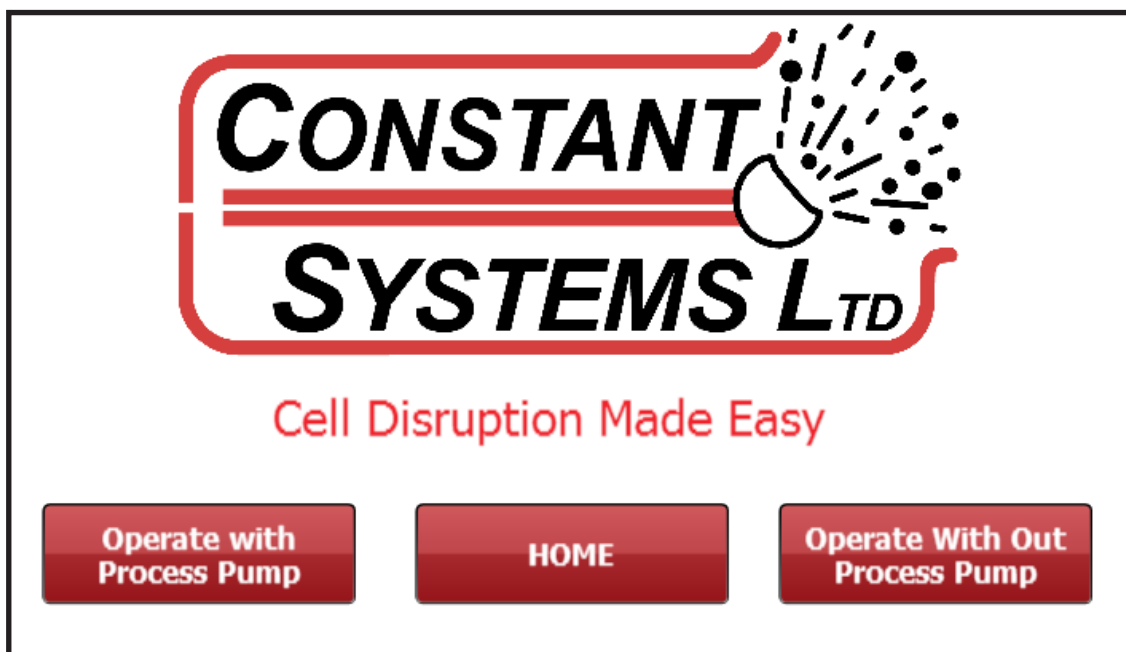 CONSTANT
SYSTEMS LTD
Cell Disruption Made Easy
Operate with
Process Pump
HOME
Operate With Out
Process Pump